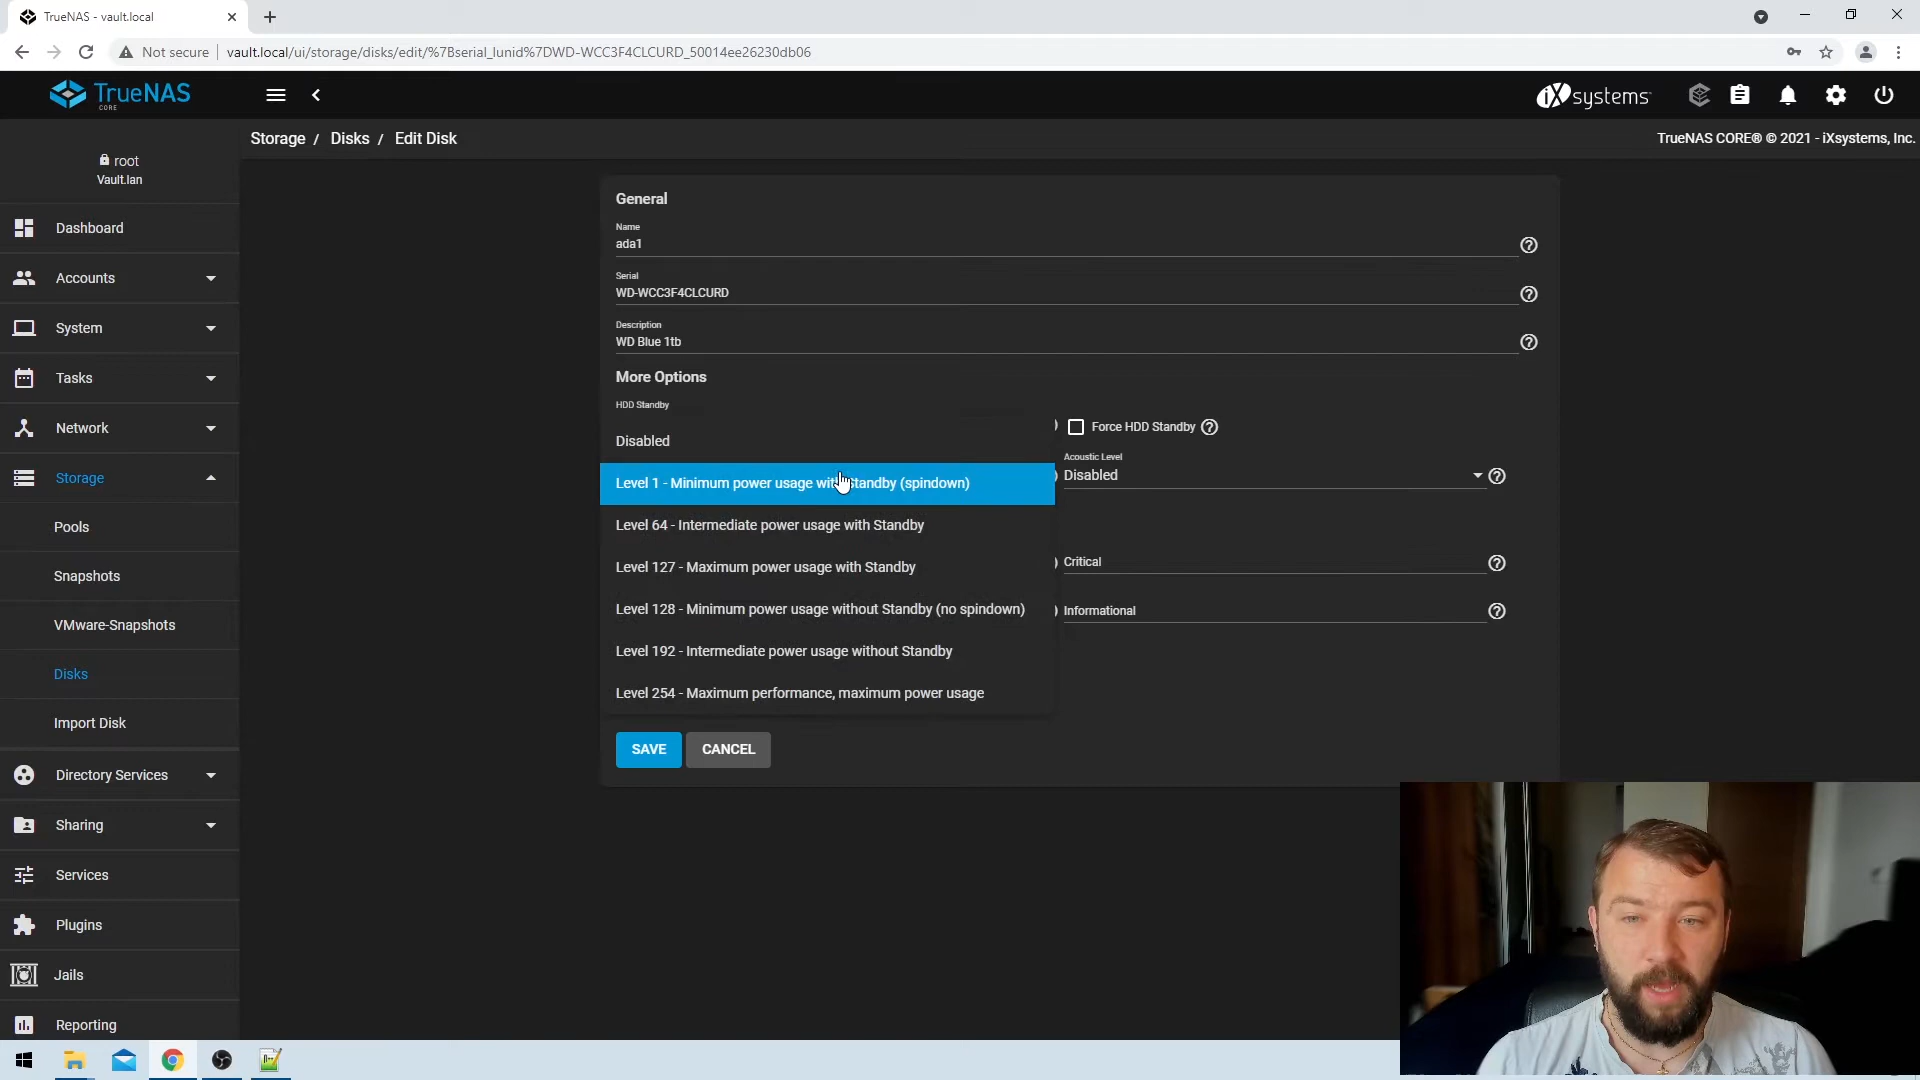 TrueNAS - vault.local
Not secure
vault.local/ui/storage/disks/edit/%7Bserial_lunid%7DWD-WCC3F4CLCURD_50014ee26230db06
TrueNAS
CORE
iXsystems
Storage / Disks / Edit Disk
TrueNAS CORE® © 2021 - iXsystems, Inc.
root
Vault.lan
Dashboard
Accounts
System
Tasks
Network
Storage
Pools
Snapshots
VMware-Snapshots
Disks
Import Disk
Directory Services
Sharing
Services
Plugins
Jails
Reporting
General
Name
ada1
Serial
WD-WCC3F4CLCURD
Description
WD Blue 1tb
More Options
HDD Standby
Disabled
Level 1 - Minimum power usage with Standby (spindown)
Level 64 - Intermediate power usage with Standby
Level 127 - Maximum power usage with Standby
Level 128 - Minimum power usage without Standby (no spindown)
Level 192 - Intermediate power usage without Standby
Level 254 - Maximum performance, maximum power usage
Force HDD Standby
Acoustic Level
Disabled
Critical
Informational
SAVE
CANCEL